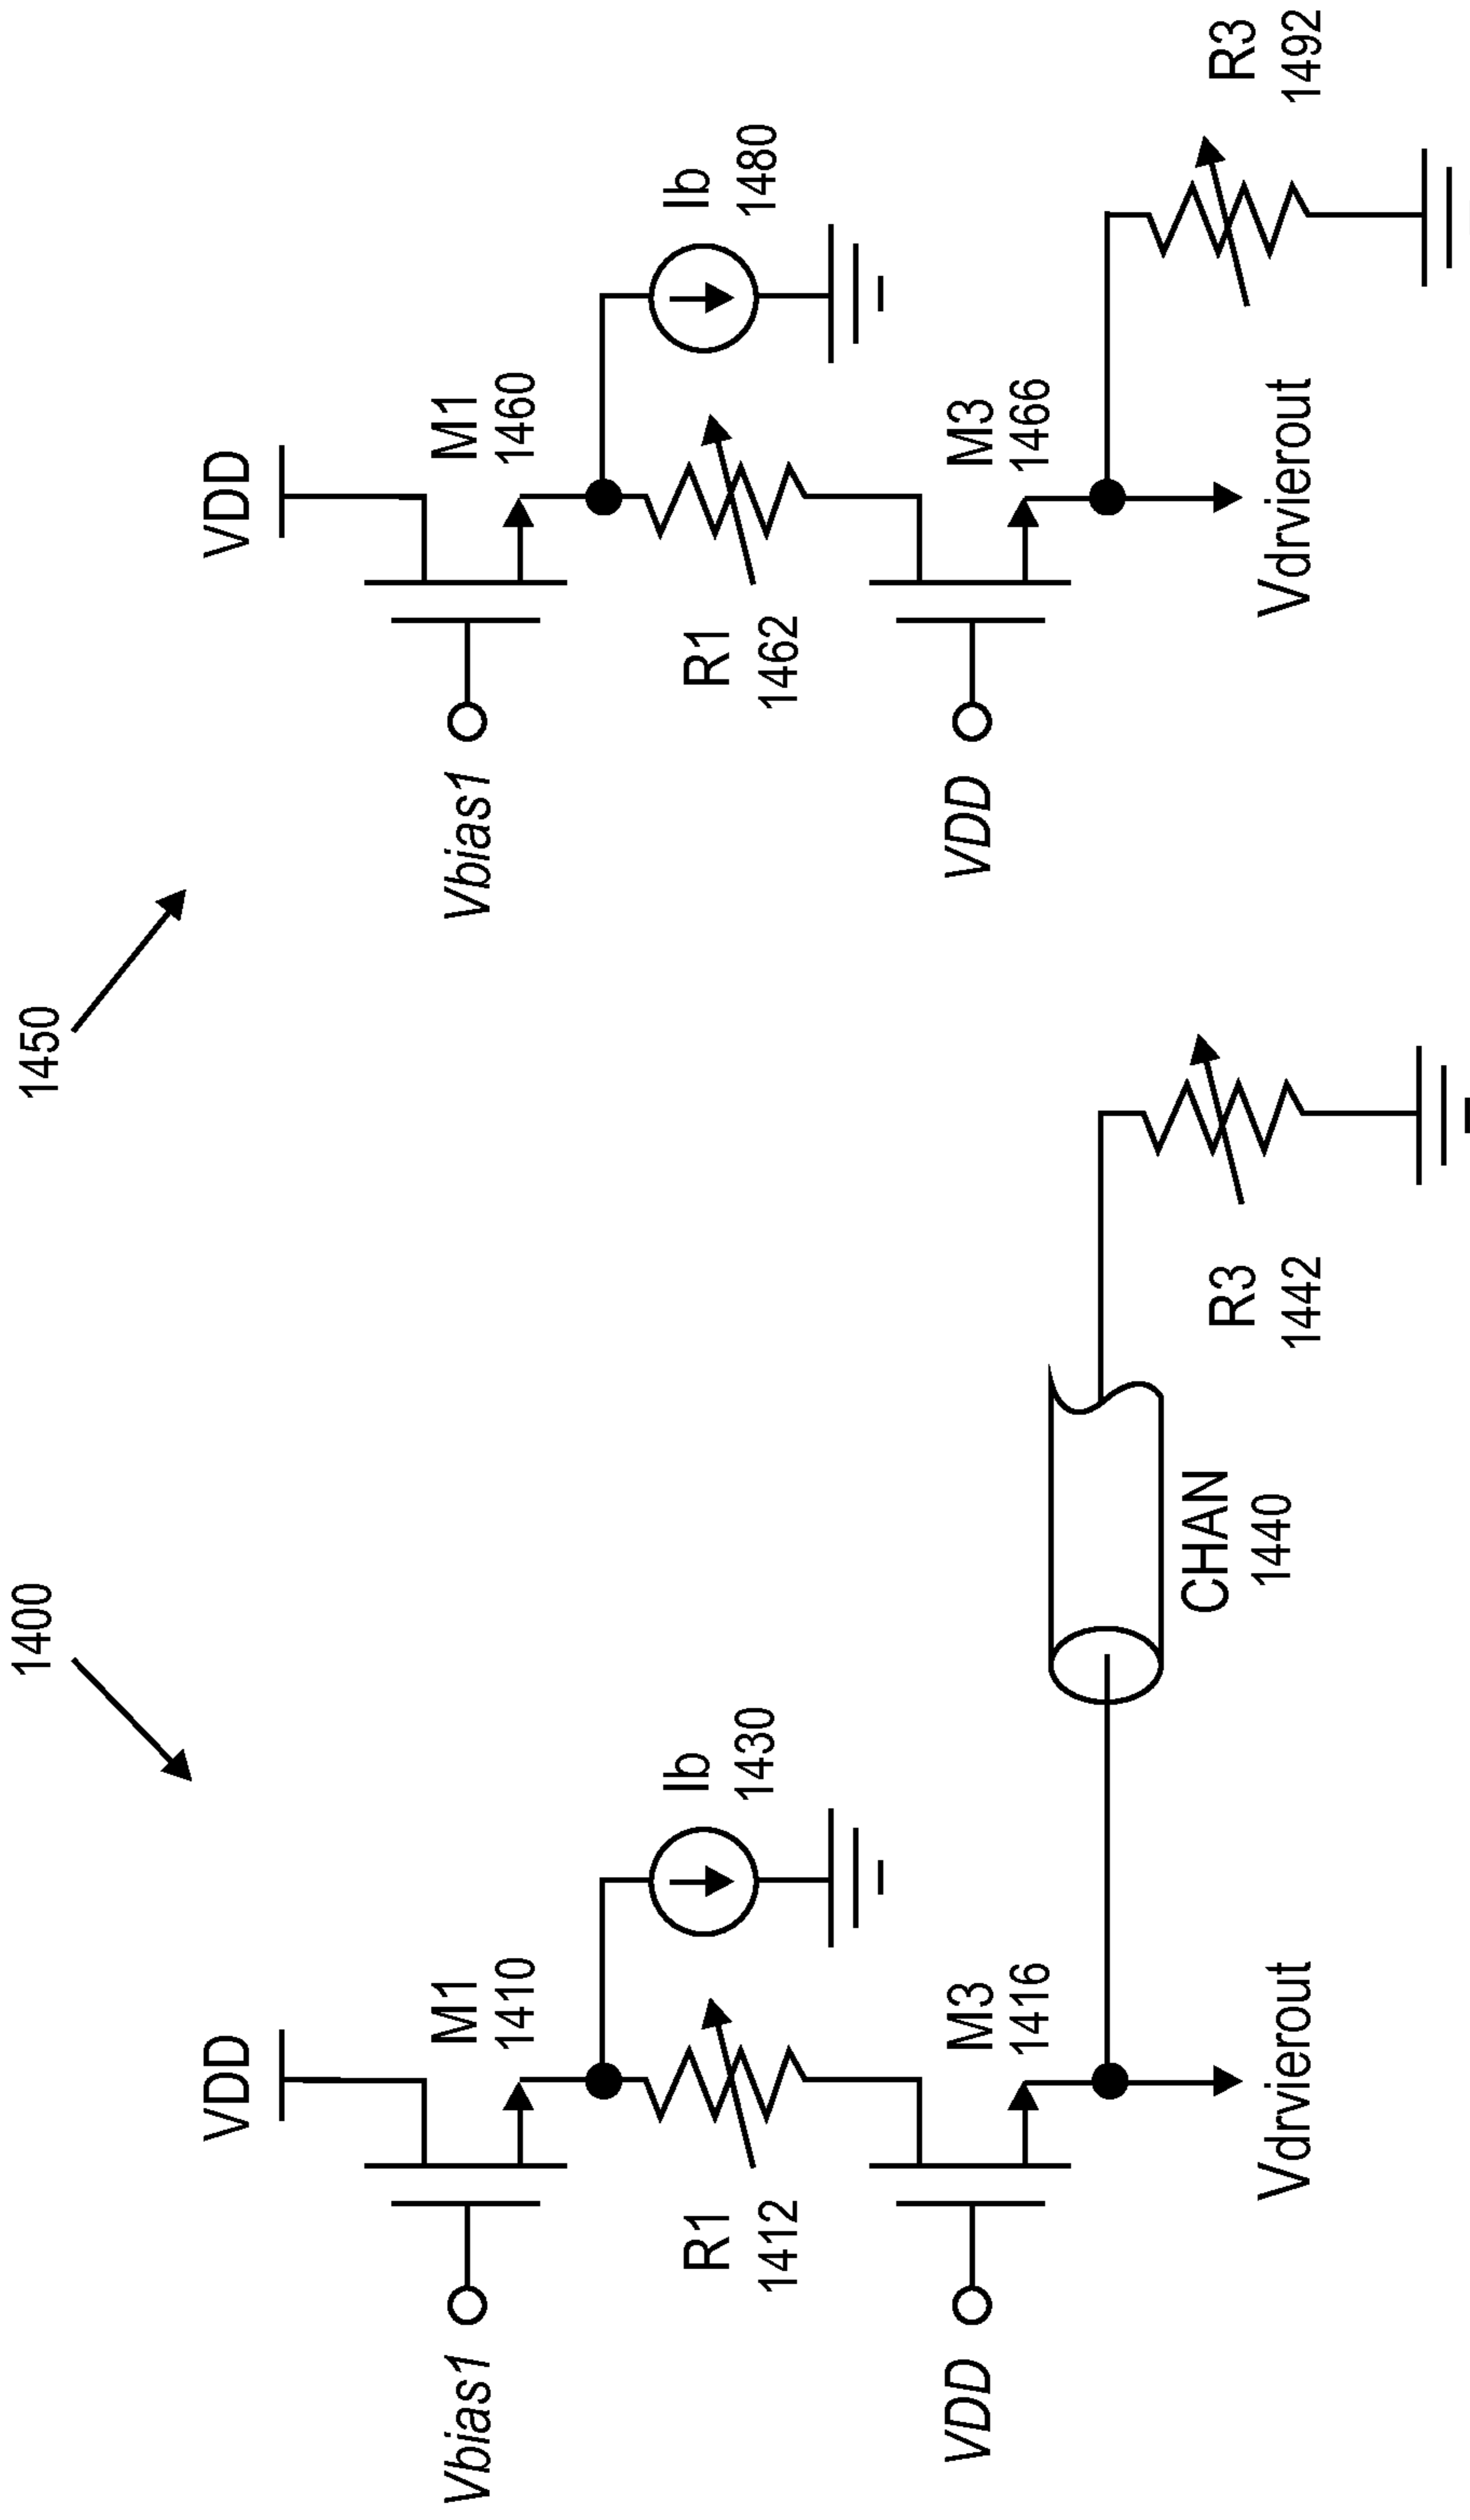 1400
VDD
M1
1410
Vbias1
Ib
1430
R1
1412
M3
1416
VDD
CHAN
1440
R3
1442
Vdrvierout
1450
VDD
M1
1460
Vbias1
Ib
1480
R1
1462
M3
1466
VDD
R3
1492
Vdrvierout